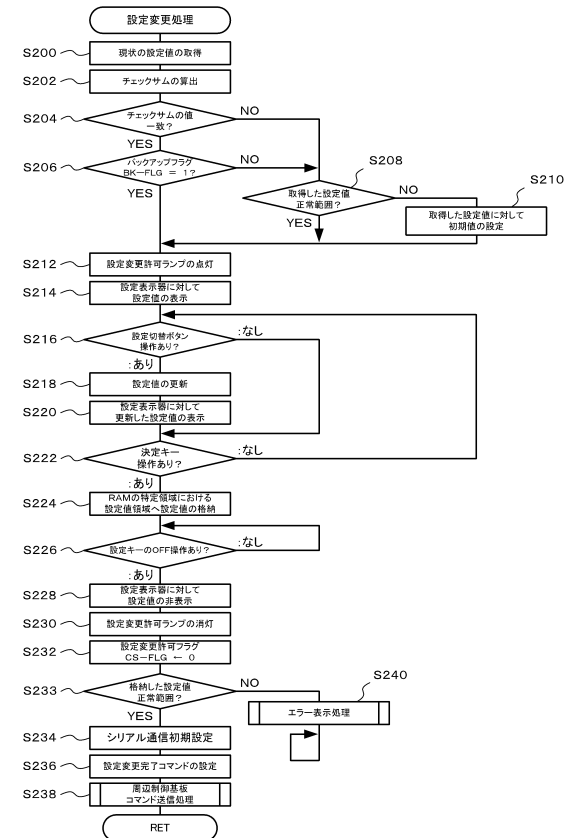 設定変更処理
S200
現状の設定値の取得
S202
チェックサムの算出
S204
チェックサムの値
一致?
NO
YES
S206
バックアップフラグ
BK-FLG = 1?
NO
YES
S208
取得した設定値
正常範囲?
NO
YES
S210
取得した設定値に対して
初期値の設定
S212
設定変更許可ランプの点灯
S214
設定表示器に対して
設定値の表示
S216
設定切替ボタン
操作あり?
:なし
:あり
S218
設定値の更新
S220
設定表示器に対して
更新した設定値の表示
S222
決定キー
操作あり?
:なし
:あり
S224
RAMの特定領域における
設定値領域へ設定値の格納
S226
設定キーのOFF操作あり?
:なし
:あり
S228
設定表示器に対して
設定値の非表示
S230
設定変更許可ランプの消灯
S232
設定変更許可フラグ
CS-FLG ← 0
S233
格納した設定値
正常範囲?
NO
YES
S240
エラー表示処理
S234
シリアル通信初期設定
S236
設定変更完了コマンドの設定
S238
周辺制御基板
コマンド送信処理
RET